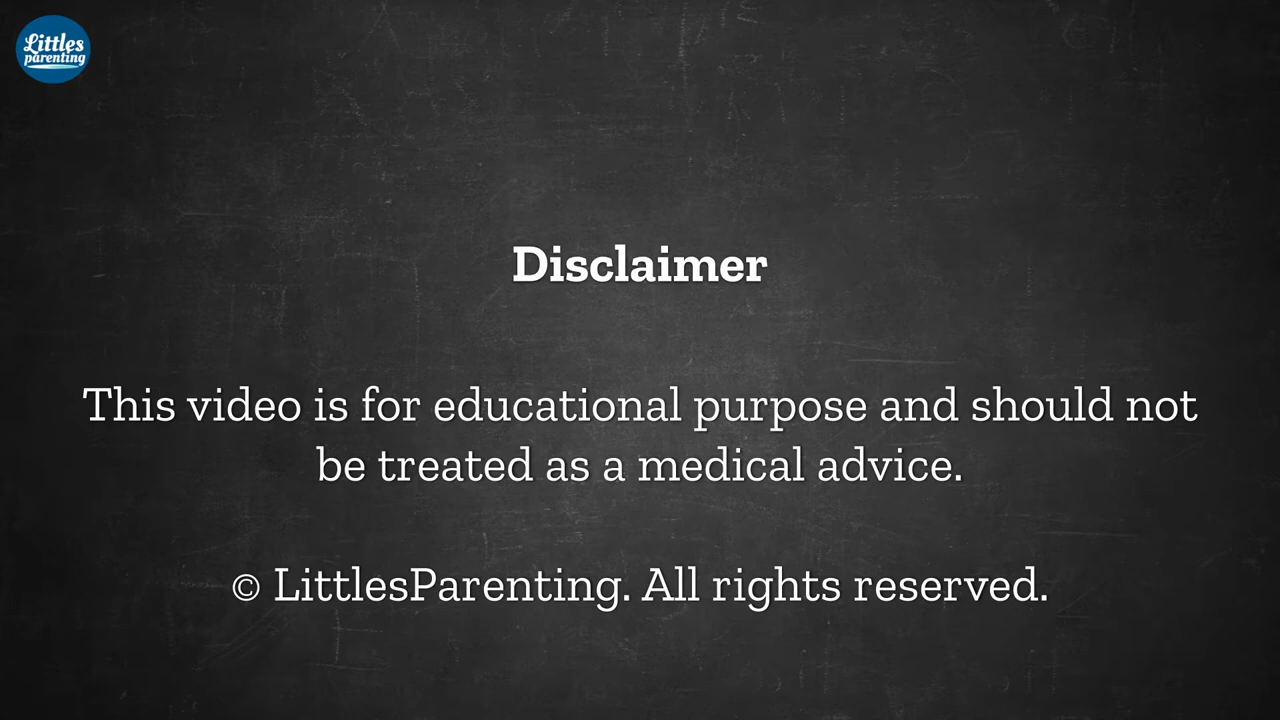 Littles
parenting
Disclaimer
This video is for educational purpose and should not
be treated as a medical advice.
© LittlesParenting. All rights reserved.